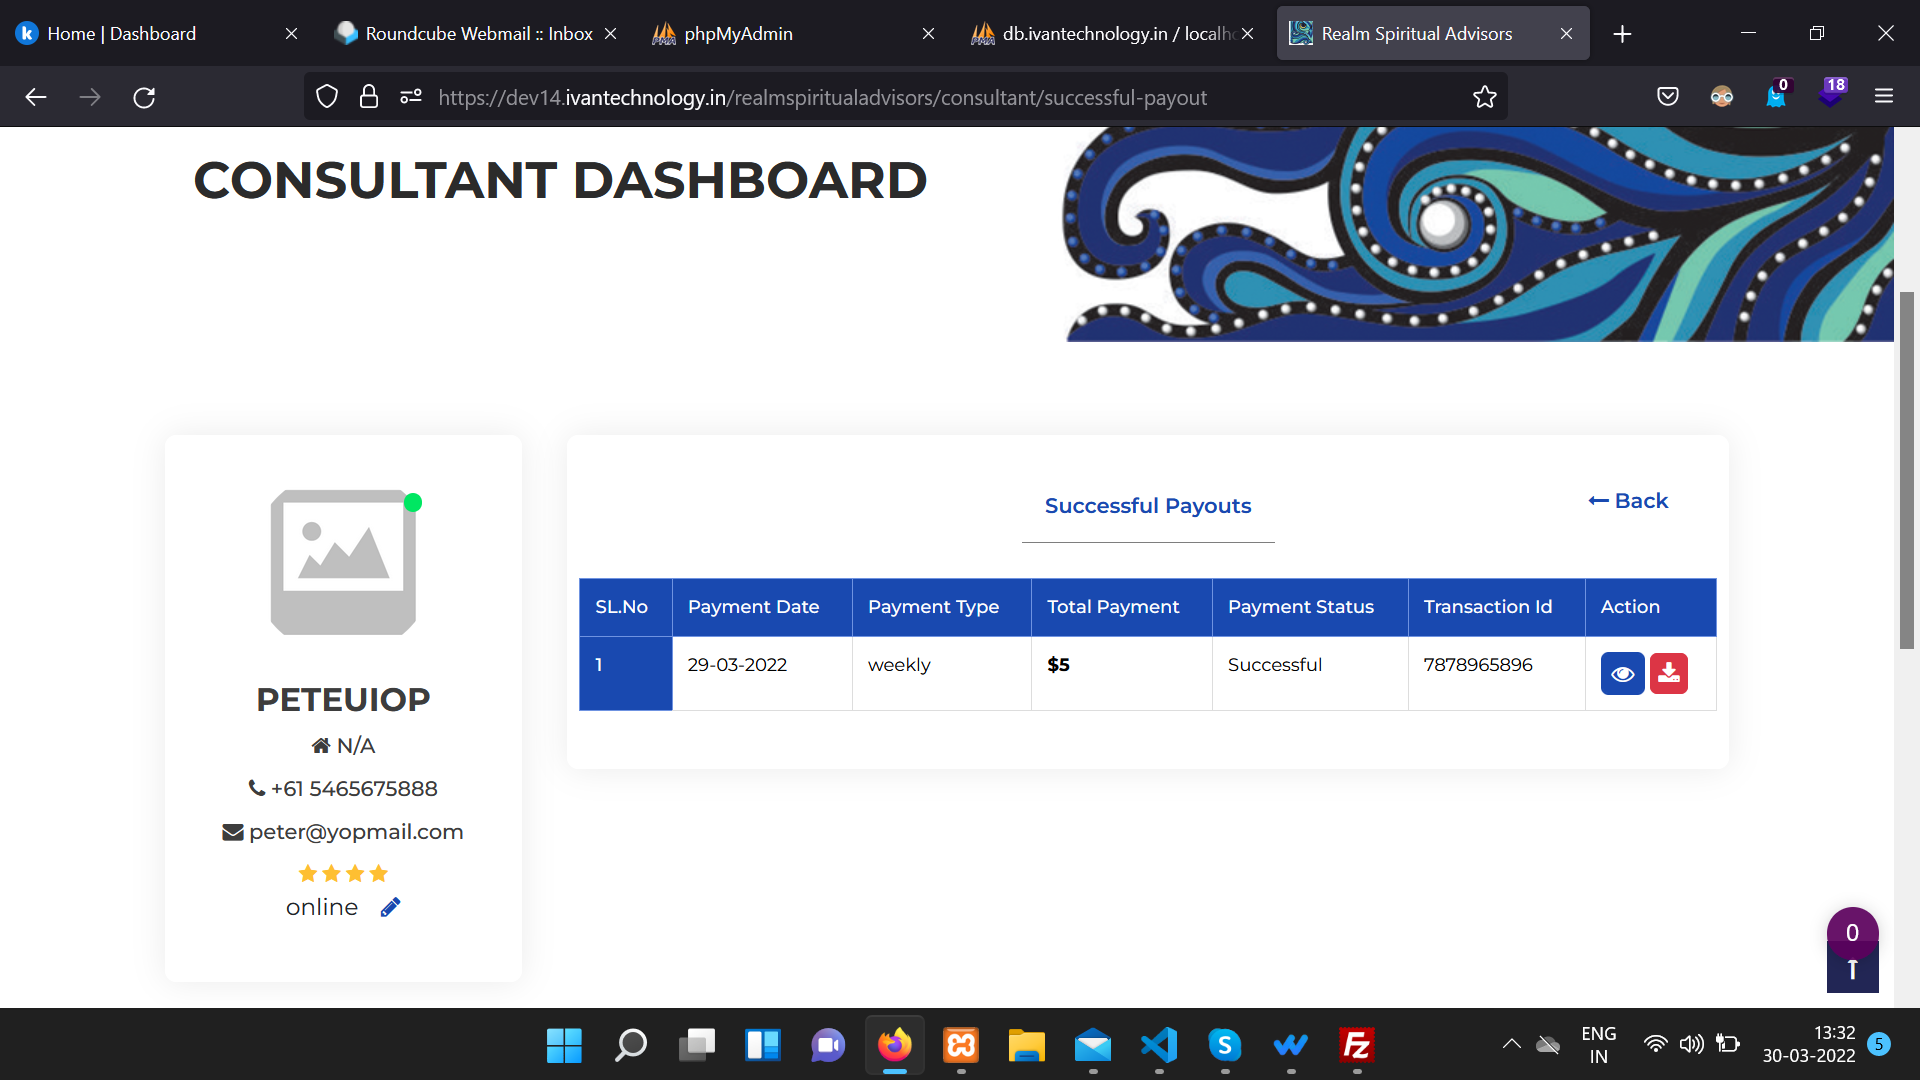 Home | Dashboard
Roundcube Webmail :: Inbox
phpMyAdmin
db.ivantechnology.in / localh
Realm Spiritual Advisors
https://dev14.ivantechnology.in/realmspiritualadvisors/consultant/successful-payout
0
18
CONSULTANT DASHBOARD
PETEUIOP
N/A
+61 5465675888
peter@yopmail.com
online
Successful Payouts
Back
SL.No Payment Date Payment Type Total Payment Payment Status Transaction Id Action
1 29-03-2022 weekly $5 Successful 7878965896
0
ENG
IN
13:32
30-03-2022
5